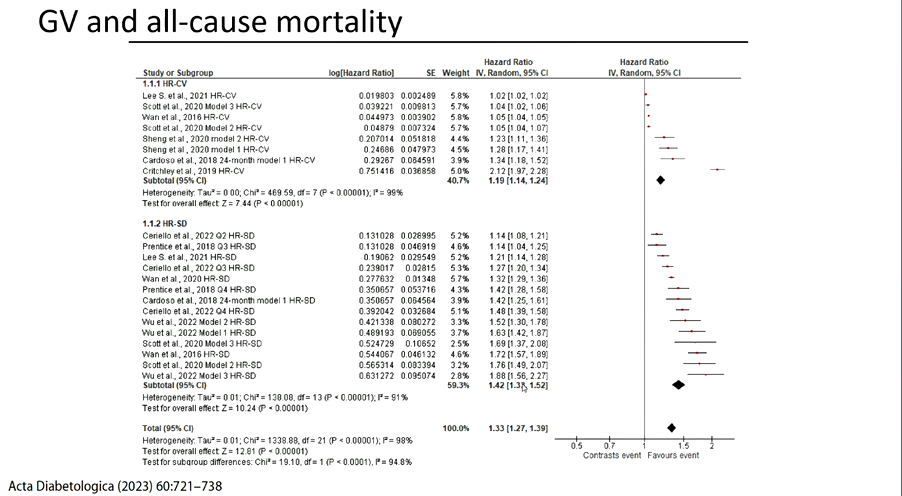 GV and all-cause mortality
Hazard Ratio Hazard Ratio
Study or Subgroup log[Hazard Ratio] SE Weight IV, Random, 95% CI IV, Random, 95% CI
1.1.1 HR-CV
Lee S. et al., 2021 HR-CV 0.019803 0.002489 5.8% 1.02 [1.02, 1.02]
Scott et al., 2020 Model 3 HR-CV 0.039221 0.009813 5.7% 1.04 [1.02, 1.06]
Wan et al., 2016 HR-CV 0.044973 0.003902 5.8% 1.05 [1.04, 1.05]
Scott et al., 2020 Model 2 HR-CV 0.04879 0.007324 5.8% 1.05 [1.04, 1.07]
Sheng et al., 2020 model 2 HR-CV 0.207014 0.051818 4.4% 1.23 [1.11, 1.36]
Sheng et al., 2020 model 1 HR-CV 0.24686 0.047973 4.5% 1.28 [1.17, 1.41]
Cardoso et al., 2018 24-month model 1 HR-CV 0.29267 0.064591 3.9% 1.34 [1.18, 1.52]
Critchley et al., 2019 HR-CV 0.751416 0.036858 5.0% 2.12 [1.97, 2.28]
Subtotal (95% CI) 40.7% 1.19 [1.14, 1.24]
Heterogeneity: Tau² = 0.00; Chi² = 469.59, df = 7 (P < 0.00001); I² = 99%
Test for overall effect: Z = 7.44 (P < 0.00001)
1.1.2 HR-SD
Ceriello et al., 2022 Q2 HR-SD 0.131028 0.028995 5.2% 1.14 [1.08, 1.21]
Prentice et al., 2018 Q3 HR-SD 0.131028 0.046919 4.6% 1.14 [1.04, 1.25]
Lee S. et al., 2021 HR-SD 0.19062 0.029549 5.2% 1.21 [1.14, 1.28]
Ceriello et al., 2022 Q3 HR-SD 0.239017 0.02815 5.3% 1.27 [1.20, 1.34]
Wan et al., 2020 HR-SD 0.277632 0.01348 5.7% 1.32 [1.29, 1.36]
Prentice et al., 2018 Q4 HR-SD 0.350657 0.053716 4.3% 1.42 [1.28, 1.58]
Cardoso et al., 2018 24-month model 1 HR-SD 0.350657 0.064564 3.9% 1.42 [1.25, 1.61]
Ceriello et al., 2022 Q4 HR-SD 0.392042 0.032684 5.1% 1.48 [1.39, 1.58]
Wu et al., 2022 Model 2 HR-SD 0.421338 0.080272 3.3% 1.52 [1.30, 1.78]
Wu et al., 2022 Model 1 HR-SD 0.489193 0.069055 3.7% 1.63 [1.42, 1.87]
Scott et al., 2020 Model 3 HR-SD 0.524729 0.10652 2.5% 1.69 [1.37, 2.08]
Wan et al., 2016 HR-SD 0.544067 0.046132 4.6% 1.72 [1.57, 1.89]
Scott et al., 2020 Model 2 HR-SD 0.565314 0.083394 3.2% 1.76 [1.49, 2.07]
Wu et al., 2022 Model 3 HR-SD 0.631272 0.095074 2.8% 1.88 [1.56, 2.27]
Subtotal (95% CI) 59.3% 1.42 1.52]
Heterogeneity: Tau² = 0.01; Chi² = 138.08, df = 13 (P < 0.00001); I² = 91%
Test for overall effect: Z = 10.24 (P < 0.00001)
Total (95% CI) 100.0% 1.33 [1.27, 1.39]
Heterogeneity: Tau² = 0.01; Chi² = 1338.88, df = 21 (P < 0.00001); I² = 98%
Test for overall effect: Z = 12.81 (P < 0.00001)
Test for subgroup differences: Chi² = 19.10, df = 1 (P < 0.0001), I² = 94.8%
0.5 0.7 1 1.5 2
Contrasts event Favours event
Acta Diabetologica (2023) 60:721–738